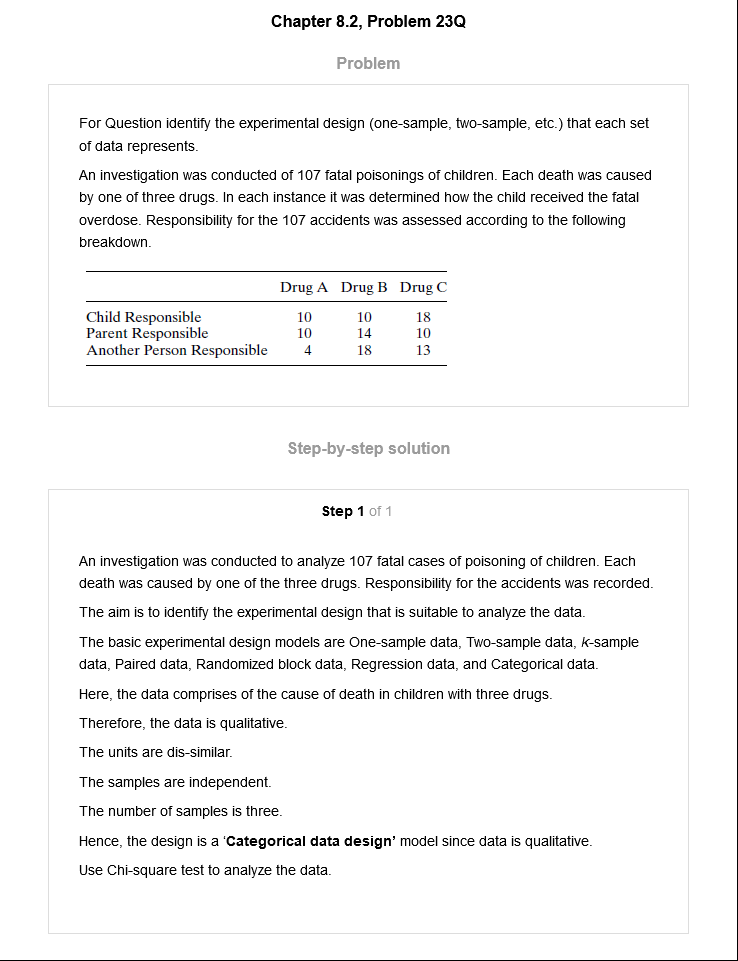 Chapter 8.2, Problem 23Q
Problem
For Question identify the experimental design (one-sample, two-sample, etc.) that each set
of data represents.
An investigation was conducted of 107 fatal poisonings of children. Each death was caused
by one of three drugs. In each instance it was determined how the child received the fatal
overdose. Responsibility for the 107 accidents was assessed according to the following
breakdown.
Drug A Drug B Drug C
Child Responsible 10 10 18
Parent Responsible 10 14 10
Another Person Responsible 4 18 13
Step-by-step solution
Step 1 of 1
An investigation was conducted to analyze 107 fatal cases of poisoning of children. Each
death was caused by one of the three drugs. Responsibility for the accidents was recorded.
The aim is to identify the experimental design that is suitable to analyze the data.
The basic experimental design models are One-sample data, Two-sample data, k-sample
data, Paired data, Randomized block data, Regression data, and Categorical data.
Here, the data comprises of the cause of death in children with three drugs.
Therefore, the data is qualitative.
The units are dis-similar.
The samples are independent.
The number of samples is three.
Hence, the design is a ‘Categorical data design’ model since data is qualitative.
Use Chi-square test to analyze the data.